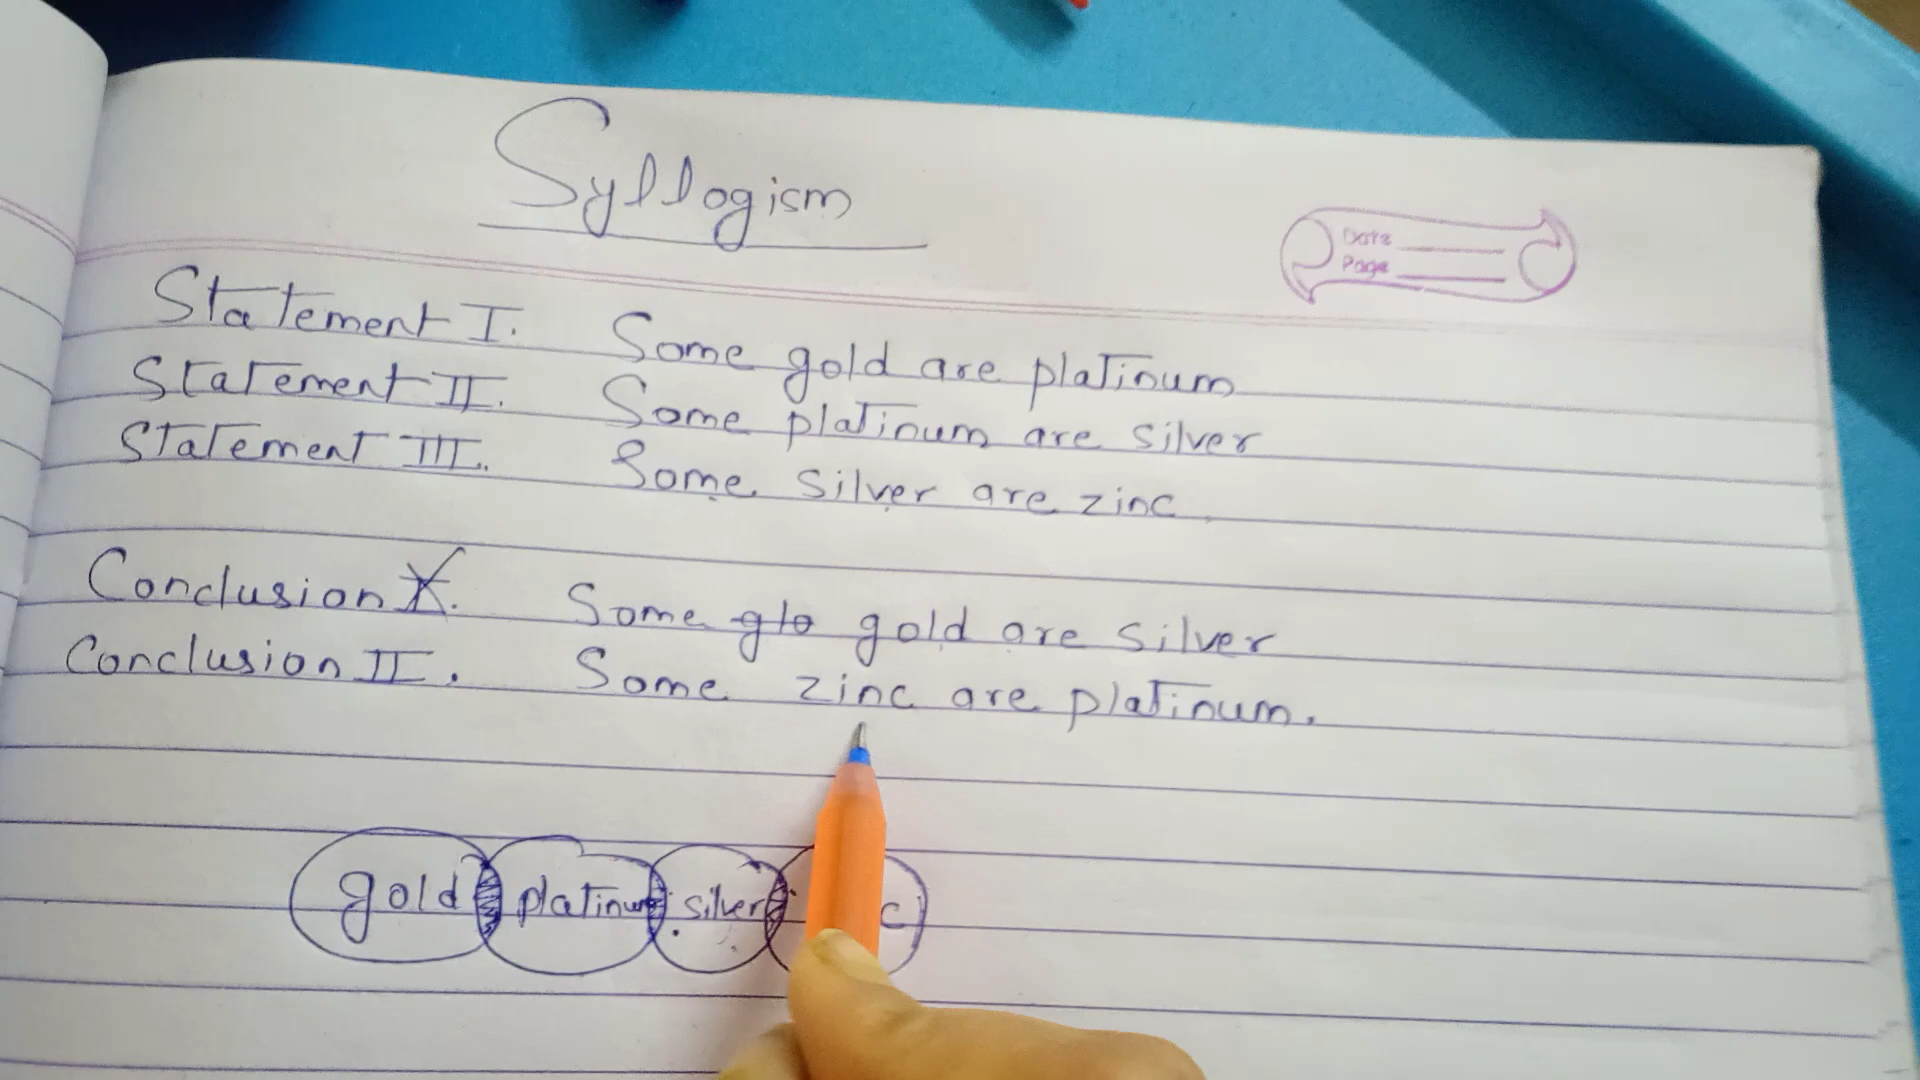 Syllogism
Date
Page
Statement I. Some gold are platinum
Statement II. Some platinum are silver
Statement III. Some silver are zinc
Conclusion I. Some glo gold are silver
Conclusion II. Some zinc are platinum.
gold platinum silver c